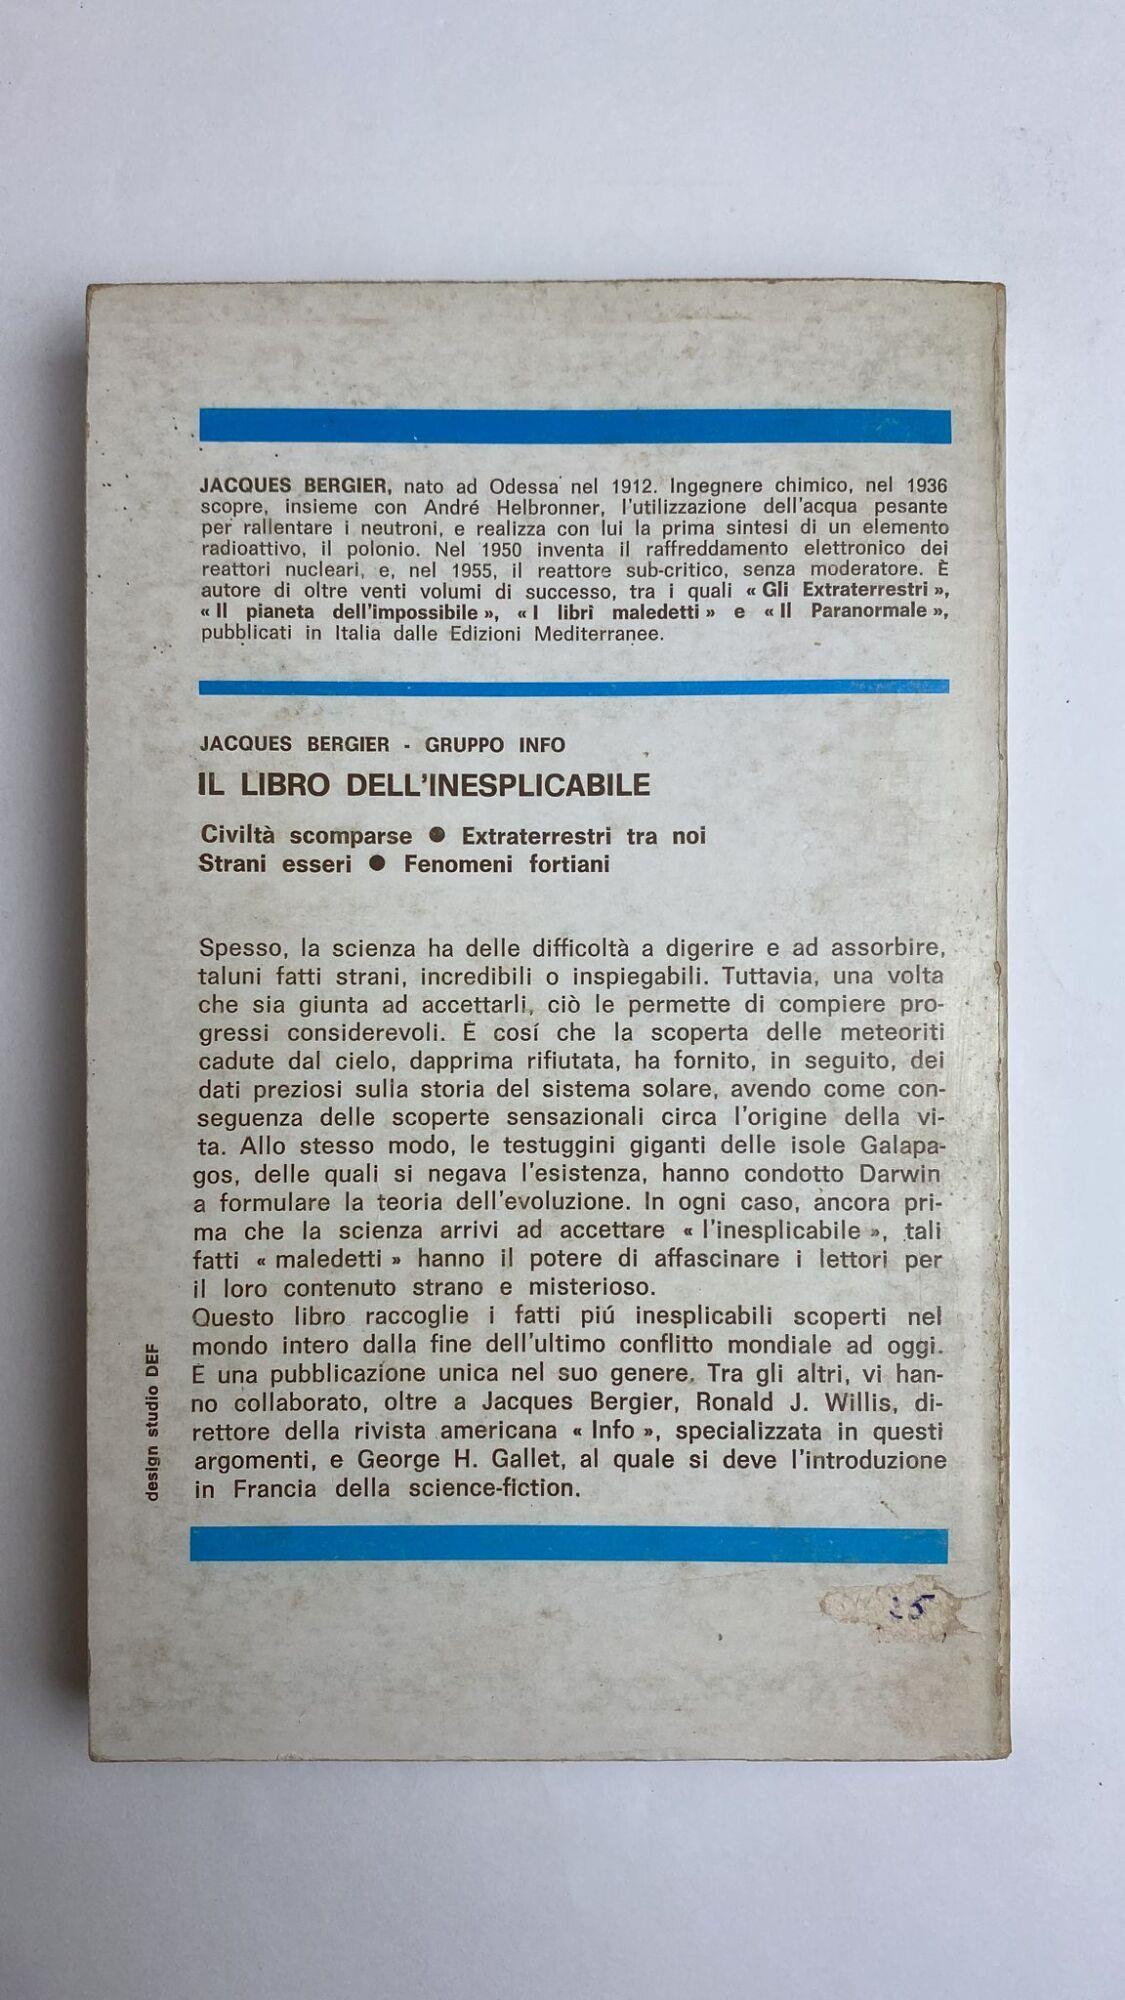 JACQUES BERGIER, nato ad Odessa nel 1912. Ingegnere chimico, nel 1936
scopre, insieme con André Helbronner, l'utilizzazione dell'acqua pesante
per rallentare i neutroni, e realizza con lui la prima sintesi di un elemento
radioattivo, il polonio. Nel 1950 inventa il raffreddamento elettronico dei
reattori nucleari, e, nel 1955, il reattore sub-critico, senza moderatore. È
autore di oltre venti volumi di successo, tra i quali « Gli Extraterrestri »,
« Il pianeta dell'impossibile », « I libri maledetti » e « Il Paranormale »,
pubblicati in Italia dalle Edizioni Mediterranee.
JACQUES BERGIER - GRUPPO INFO
IL LIBRO DELL'INESPLICABILE
Civiltà scomparse ● Extraterrestri tra noi
Strani esseri ● Fenomeni fortiani
Spesso, la scienza ha delle difficoltà a digerire e ad assorbire,
taluni fatti strani, incredibili o inspiegabili. Tuttavia, una volta
che sia giunta ad accettarli, ciò le permette di compiere pro-
gressi considerevoli. È cosí che la scoperta delle meteoriti
cadute dal cielo, dapprima rifiutata, ha fornito, in seguito, dei
dati preziosi sulla storia del sistema solare, avendo come con-
seguenza delle scoperte sensazionali circa l'origine della vi-
ta. Allo stesso modo, le testuggini giganti delle isole Galapa-
gos, delle quali si negava l'esistenza, hanno condotto Darwin
a formulare la teoria dell'evoluzione. In ogni caso, ancora pri-
ma che la scienza arrivi ad accettare « l'inesplicabile », tali
fatti « maledetti » hanno il potere di affascinare i lettori per
il loro contenuto strano e misterioso.
Questo libro raccoglie i fatti piú inesplicabili scoperti nel
mondo intero dalla fine dell'ultimo conflitto mondiale ad oggi.
È una pubblicazione unica nel suo genere. Tra gli altri, vi han-
no collaborato, oltre a Jacques Bergier, Ronald J. Willis, di-
rettore della rivista americana « Info », specializzata in questi
argomenti, e George H. Gallet, al quale si deve l'introduzione
in Francia della science-fiction.
design studio DEF